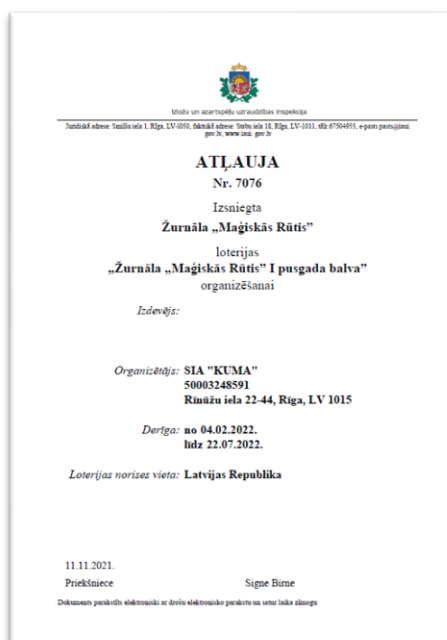 Izložu un azartspēļu uzraudzības inspekcija
Juridiskā adrese: Smilšu iela 1, Rīga, LV-1050, faktiskā adrese: Stabu iela 18, Rīga, LV-1011, tālr. 67504955, e-pasts pasts@iaui.
gov.lv, www.iaui.gov.lv
ATĻAUJA
Nr. 7076
Izsniegta
Žurnāla „Maģiskās Rūtis”
loterijas
„Žurnāla „Maģiskās Rūtis” I pusgada balva”
organizēšanai
Izdevējs:
Organizētājs: SIA "KUMA"
50003248591
Rīnūžu iela 22-44, Rīga, LV 1015
Derīga: no 04.02.2022.
līdz 22.07.2022.
Loterijas norises vieta: Latvijas Republika
11.11.2021.
Priekšniece Signe Birne
Dokuments parakstīts elektroniski ar drošu elektronisko parakstu un satur laika zīmogu